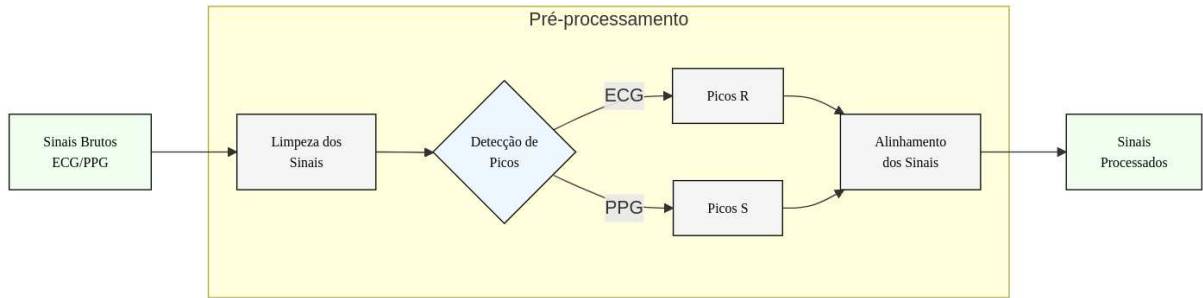 Pré-processamento
Sinais Brutos
ECG/PPG
Limpeza dos
Sinais
Detecção de
Picos
ECG
Picos R
PPG
Picos S
Alinhamento
dos Sinais
Sinais
Processados